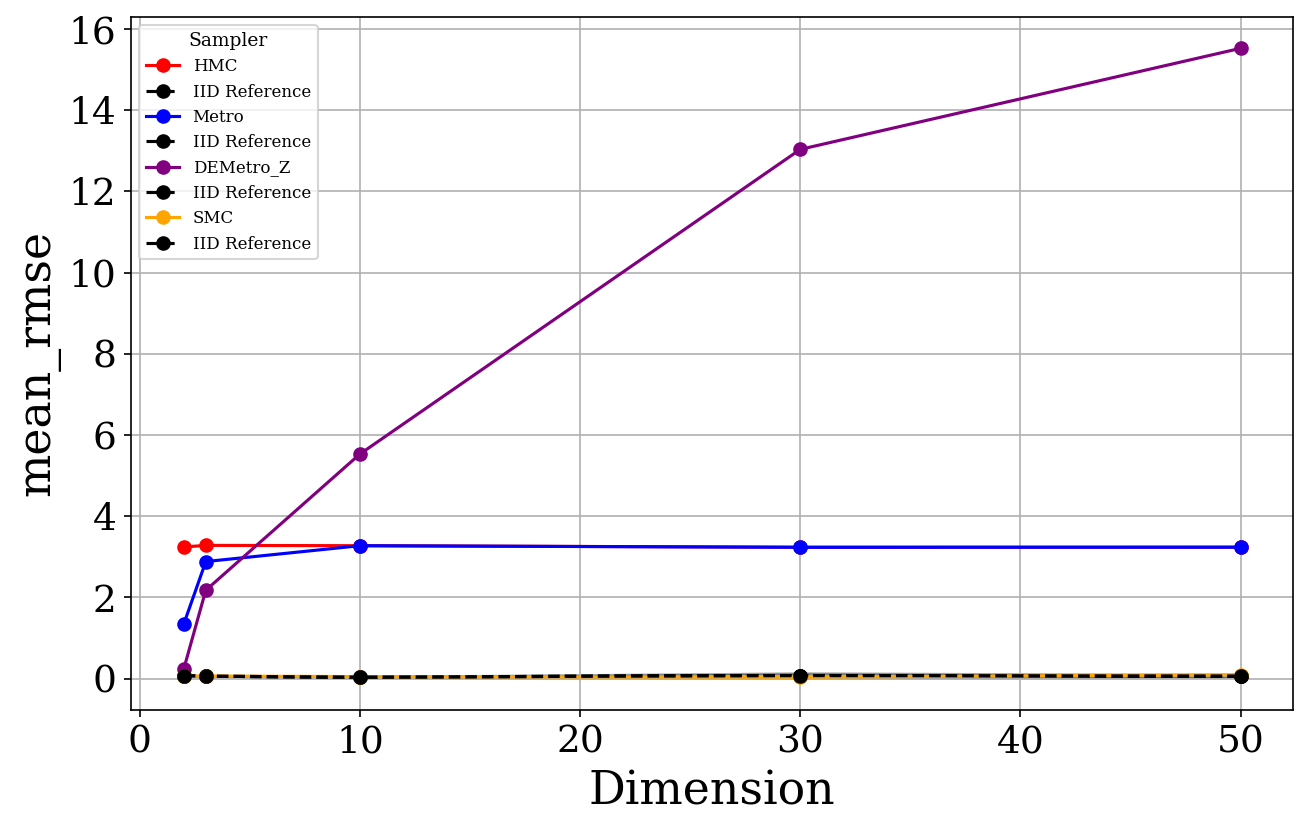 16
14
12
10
8
6
4
2
0
mean_rmse
Sampler
HMC
IID Reference
Metro
IID Reference
DEMetro_Z
IID Reference
SMC
IID Reference
0
10
20
30
40
50
Dimension